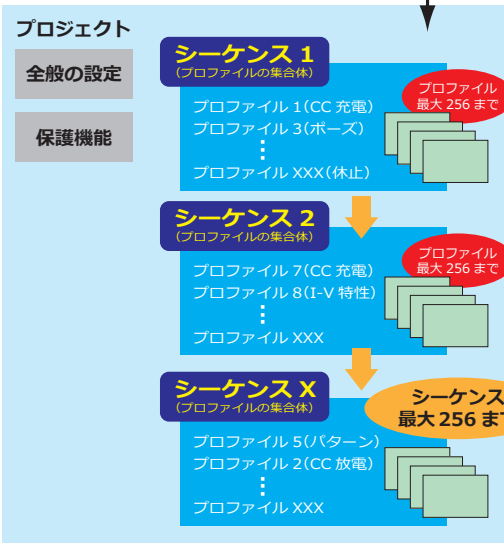 プロジェクト
全般の設定
保護機能
シーケンス 1
(プロファイルの集合体)
プロファイル 1(CC 充電)
プロファイル 3(ポーズ)
⋮
プロファイル XXX(休止)
プロファイル
最大 256 まで
シーケンス 2
(プロファイルの集合体)
プロファイル 7(CC 充電)
プロファイル 8(I-V 特性)
⋮
プロファイル XXX
プロファイル
最大 256 まで
シーケンス X
(プロファイルの集合体)
プロファイル 5(パターン)
プロファイル 2(CC 放電)
⋮
プロファイル XXX
シーケンス
最大 256 まで